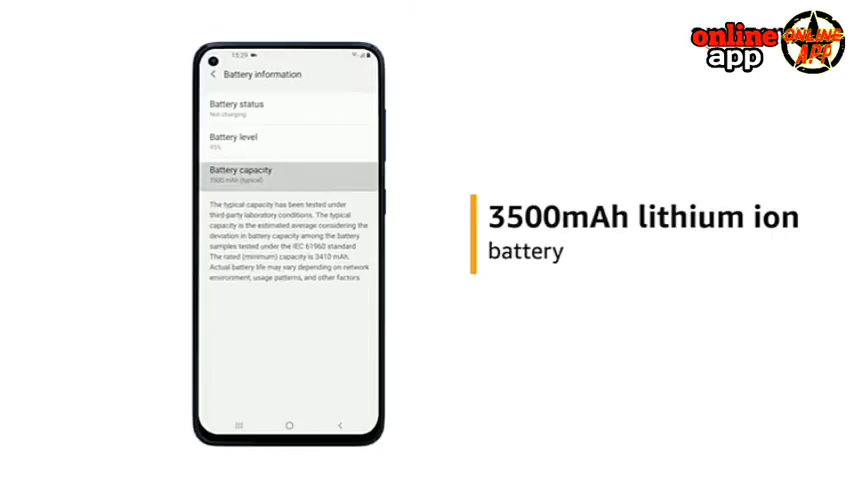 online
app
ONLINE
APP
15:29
Battery information
Battery status
Not charging
Battery level
95%
Battery capacity
3500 mAh (typical)
The typical capacity has been tested under
third-party laboratory conditions. The typical
capacity is the estimated average considering the
deviation in battery capacity among the battery
samples tested under the IEC 61960 standard
The rated (minimum) capacity is 3410 mAh.
Actual battery life may vary depending on network
environment, usage patterns, and other factors
3500mAh lithium ion
battery